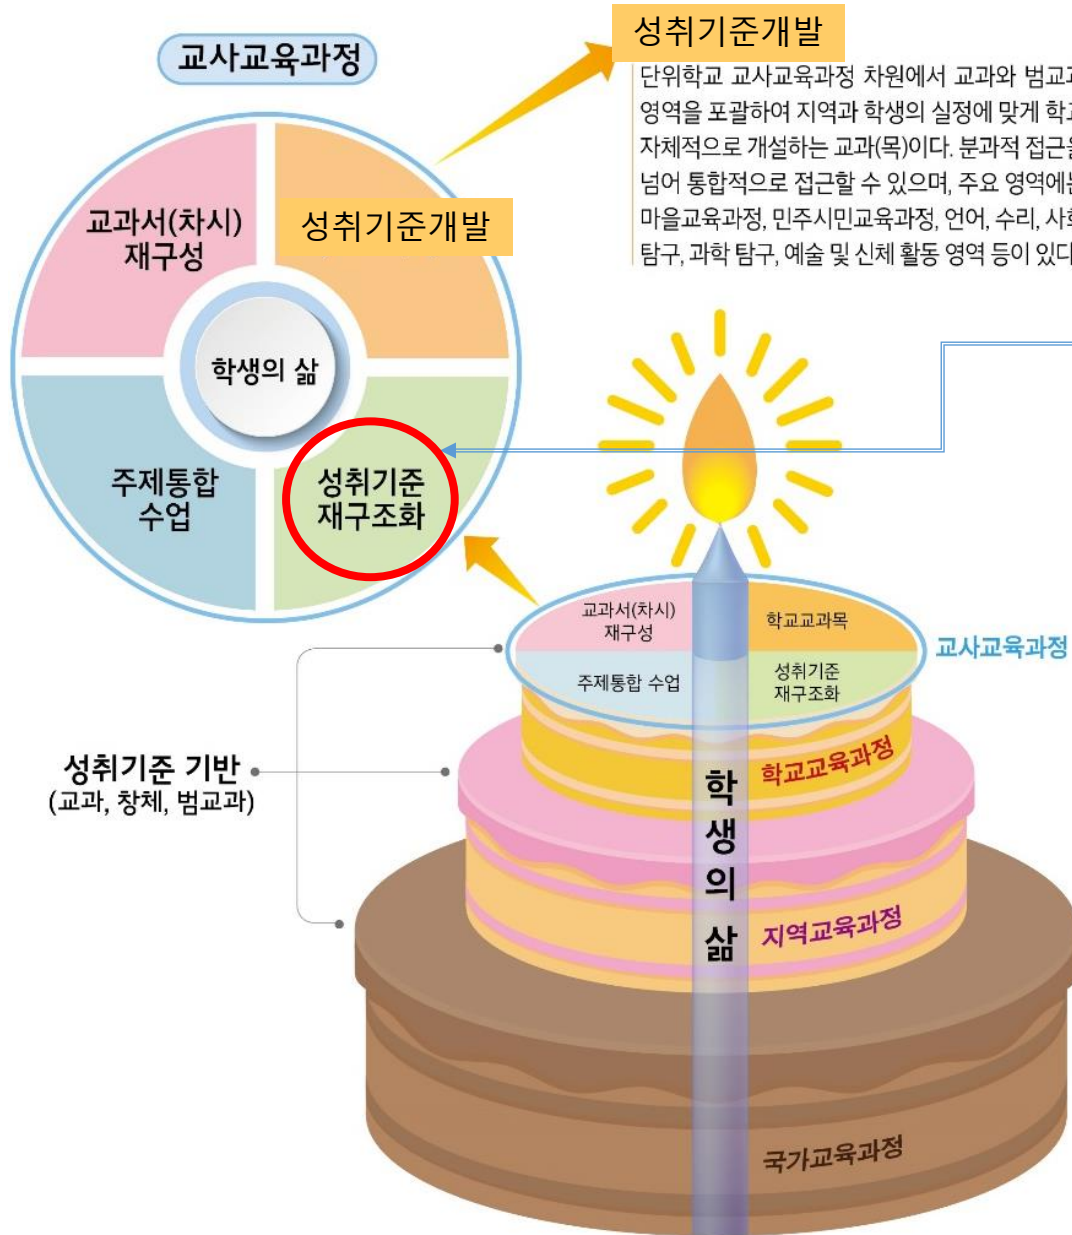 교사교육과정
성취기준개발
단위학교 교사교육과정 차원에서 교과와 범교과
영역을 포괄하여 지역과 학생의 실정에 맞게 학교
자체적으로 개설하는 교과(목)이다. 분과적 접근을
넘어 통합적으로 접근할 수 있으며, 주요 영역에는
마을교육과정, 민주시민교육과정, 언어, 수리, 사회
탐구, 과학 탐구, 예술 및 신체 활동 영역 등이 있다
교과서(차시)
재구성
성취기준개발
학생의 삶
주제통합
수업
성취기준
재구조화
교과서(차시)
재구성
학교교과목
주제통합 수업
성취기준
재구조화
교사교육과정
성취기준 기반
(교과, 창체, 범교과)
학생의 삶
학교교육과정
지역교육과정
국가교육과정